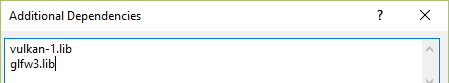 Additional Dependencies ?
vulkan-1.lib
glfw3.lib